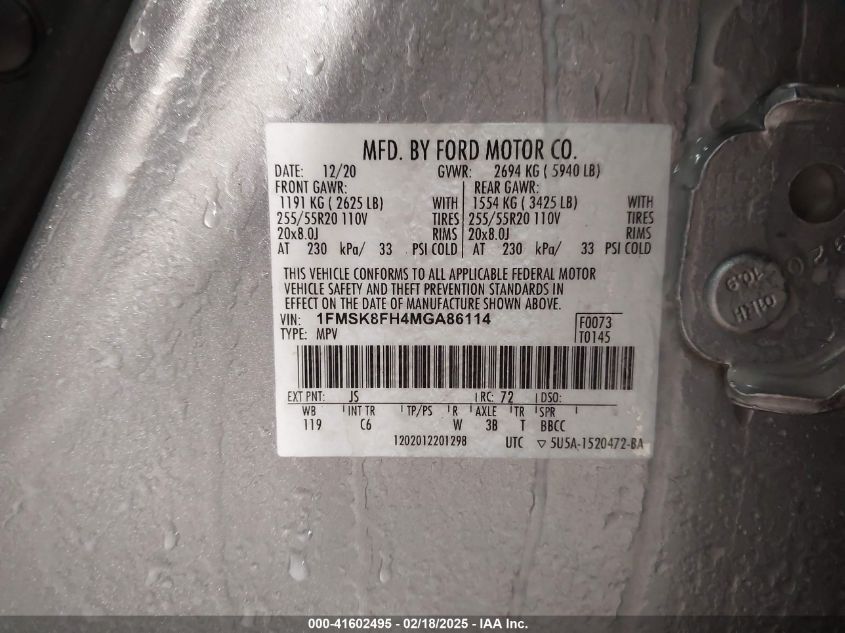 MFD. BY FORD MOTOR CO.
DATE: 12/20 GVWR: 2694 KG ( 5940 LB)
FRONT GAWR: REAR GAWR:
1191 KG ( 2625 LB) WITH 1554 KG ( 3425 LB) WITH
255/55R20 110V TIRES 255/55R20 110V TIRES
20x8.0J RIMS 20x8.0J RIMS
AT 230 kPa/ 33 PSI COLD AT 230 kPa/ 33 PSI COLD
THIS VEHICLE CONFORMS TO ALL APPLICABLE FEDERAL MOTOR
VEHICLE SAFETY AND THEFT PREVENTION STANDARDS IN
EFFECT ON THE DATE OF MANUFACTURE SHOWN ABOVE.
VIN: 1FMSK8FH4MGA86114 F0073
TYPE: MPV T0145
EXT PNT: JS RC: 72 DSO:
WB INT TR TP/PS R AXLE TR SPR
119 C6 W 3B T BBCC
1202012201298 UTC ▽ 5U5A-1520472-BA
10.9
000-41602495 - 02/18/2025 - IAA Inc.